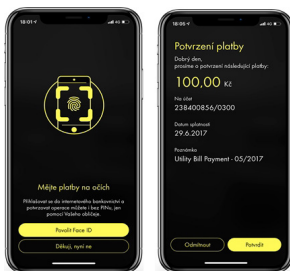 18:01
Mějte platby na očích
Přihlašovat se do internetového bankovnictví a
potvrzovat operace můžete i bez PINu, jen
pomocí Vašeho obličeje.
Povolit Face ID
Děkuji, nyní ne
18:05
Potvrzení platby
Dobrý den,
prosíme o potvrzení následující platby:
100,00 Kč
Na účet
238400856/0300
Datum splatnosti
29.6.2017
Poznámka
Utility Bill Payment - 05/2017
Odmítnout
Potvrdit